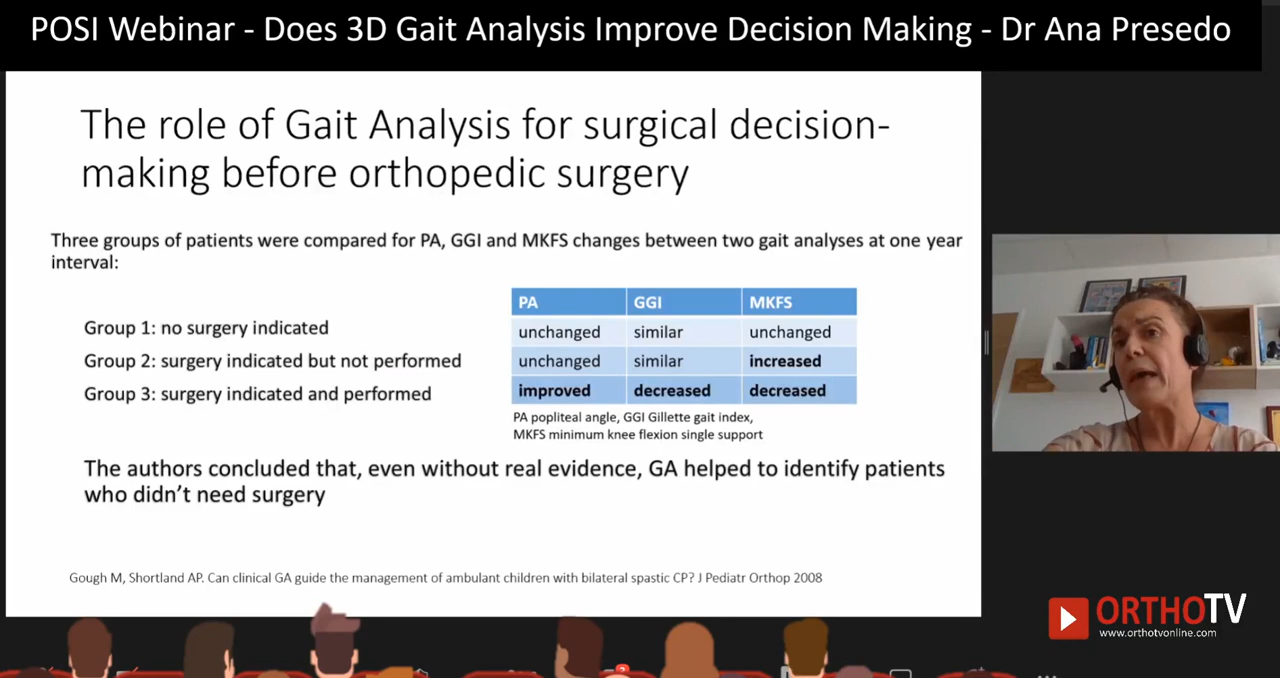 POSI Webinar - Does 3D Gait Analysis Improve Decision Making - Dr Ana Presedo
The role of Gait Analysis for surgical decision-
making before orthopedic surgery
Three groups of patients were compared for PA, GGI and MKFS changes between two gait analyses at one year
interval:
Group 1: no surgery indicated
Group 2: surgery indicated but not performed
Group 3: surgery indicated and performed
PA GGI MKFS
unchanged similar unchanged
unchanged similar increased
improved decreased decreased
PA popliteal angle, GGI Gillette gait index,
MKFS minimum knee flexion single support
The authors concluded that, even without real evidence, GA helped to identify patients
who didn't need surgery
Gough M, Shortland AP. Can clinical GA guide the management of ambulant children with bilateral spastic CP? J Pediatr Orthop 2008
ORTHOTV
www.orthotvonline.com
2